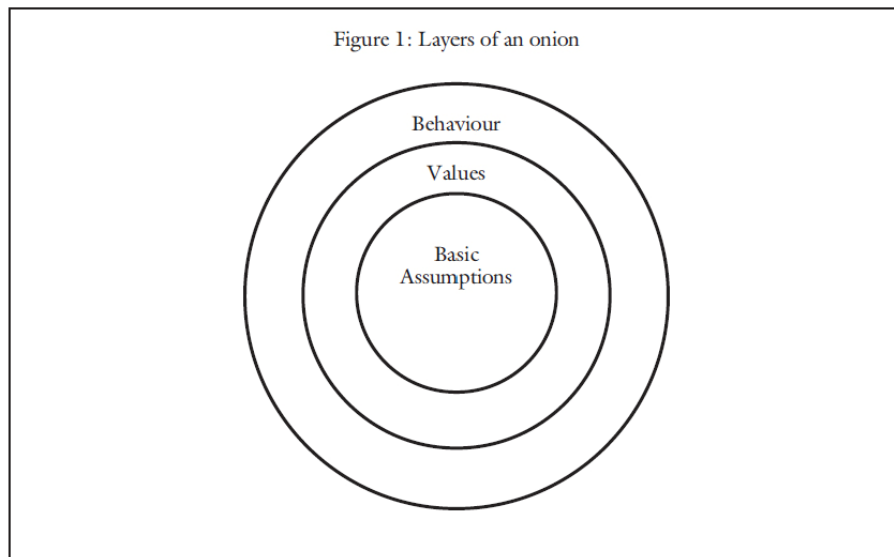 Figure 1: Layers of an onion
Behaviour
Values
Basic
Assumptions